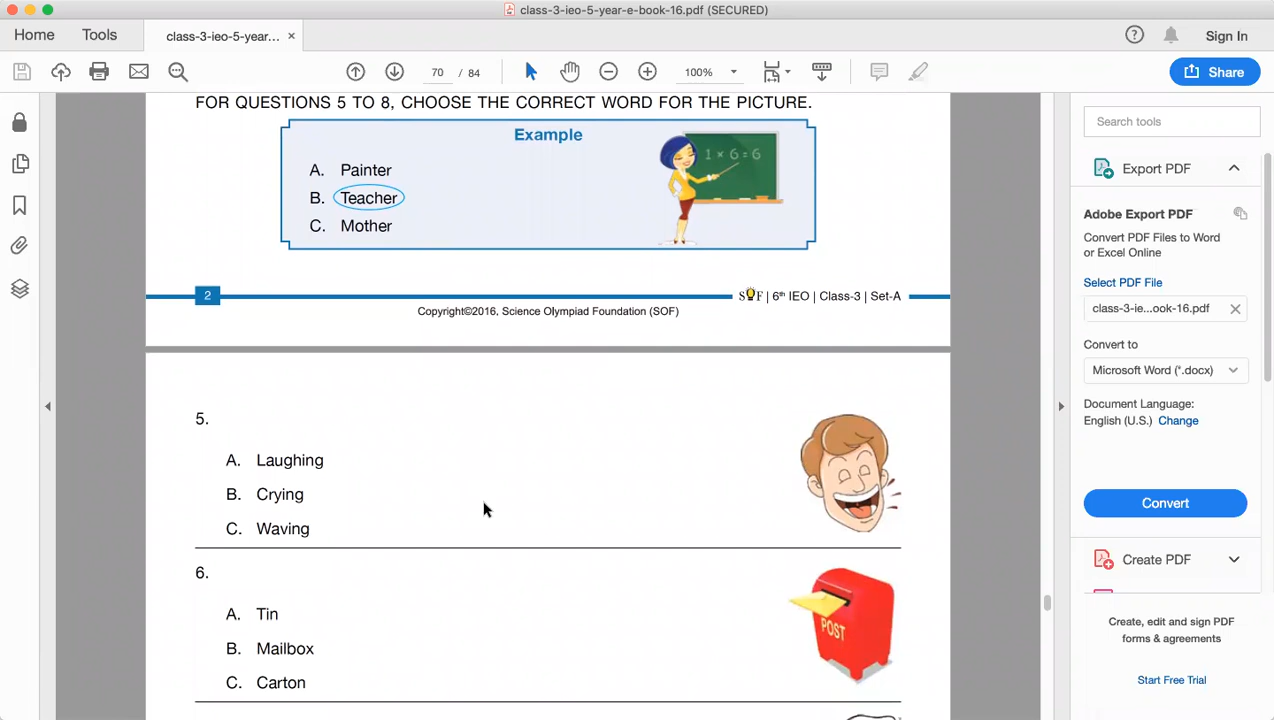 class-3-ieo-5-year-e-book-16.pdf (SECURED)
Home
Tools
class-3-ieo-5-year...
Sign In
70 / 84
100%
Share
FOR QUESTIONS 5 TO 8, CHOOSE THE CORRECT WORD FOR THE PICTURE.
Example
A. Painter
B. Teacher
C. Mother
1 × 6 = 6
2
SOF | 6th IEO | Class-3 | Set-A
Copyright©2016, Science Olympiad Foundation (SOF)
5.
A. Laughing
B. Crying
C. Waving
6.
A. Tin
B. Mailbox
C. Carton
POST
Search tools
Export PDF
Adobe Export PDF
Convert PDF Files to Word
or Excel Online
Select PDF File
class-3-ie...ook-16.pdf
Convert to
Microsoft Word (*.docx)
Document Language:
English (U.S.) Change
Convert
Create PDF
Create, edit and sign PDF
forms & agreements
Start Free Trial